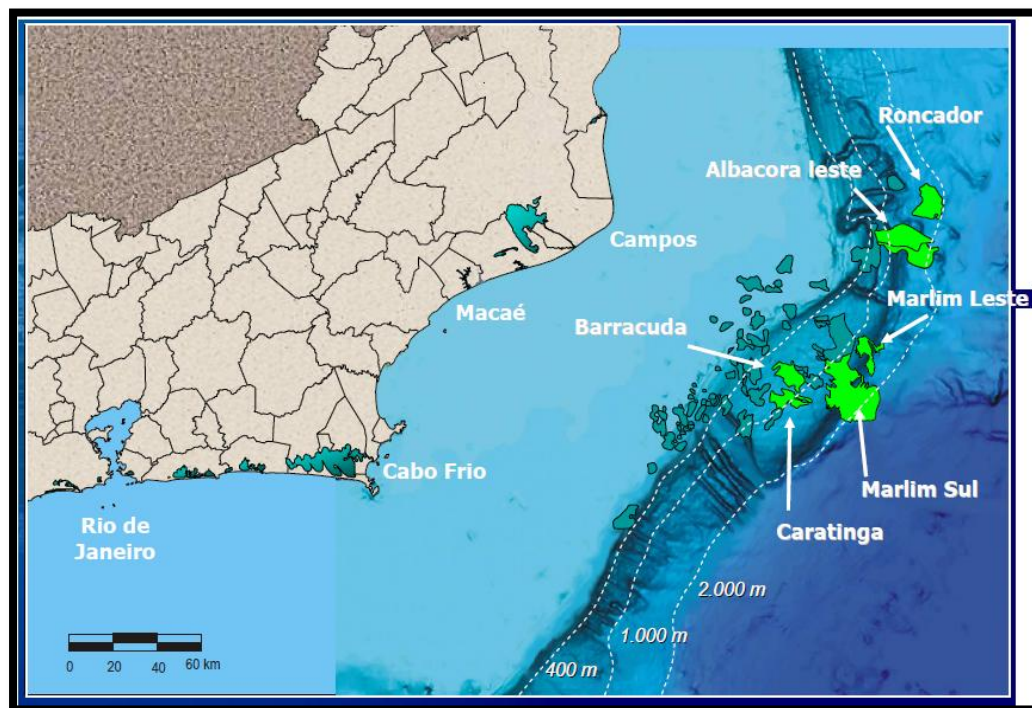 Roncador
Albacora leste
Campos
Marlim Leste
Macaé
Barracuda
Cabo Frio
Marlim Sul
Rio de
Janeiro
Caratinga
2.000 m
1.000 m
400 m
0 20 40 60 km